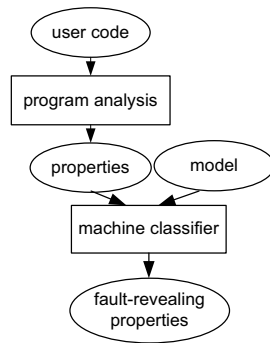 user code
program analysis
properties
model
machine classifier
fault-revealing
properties